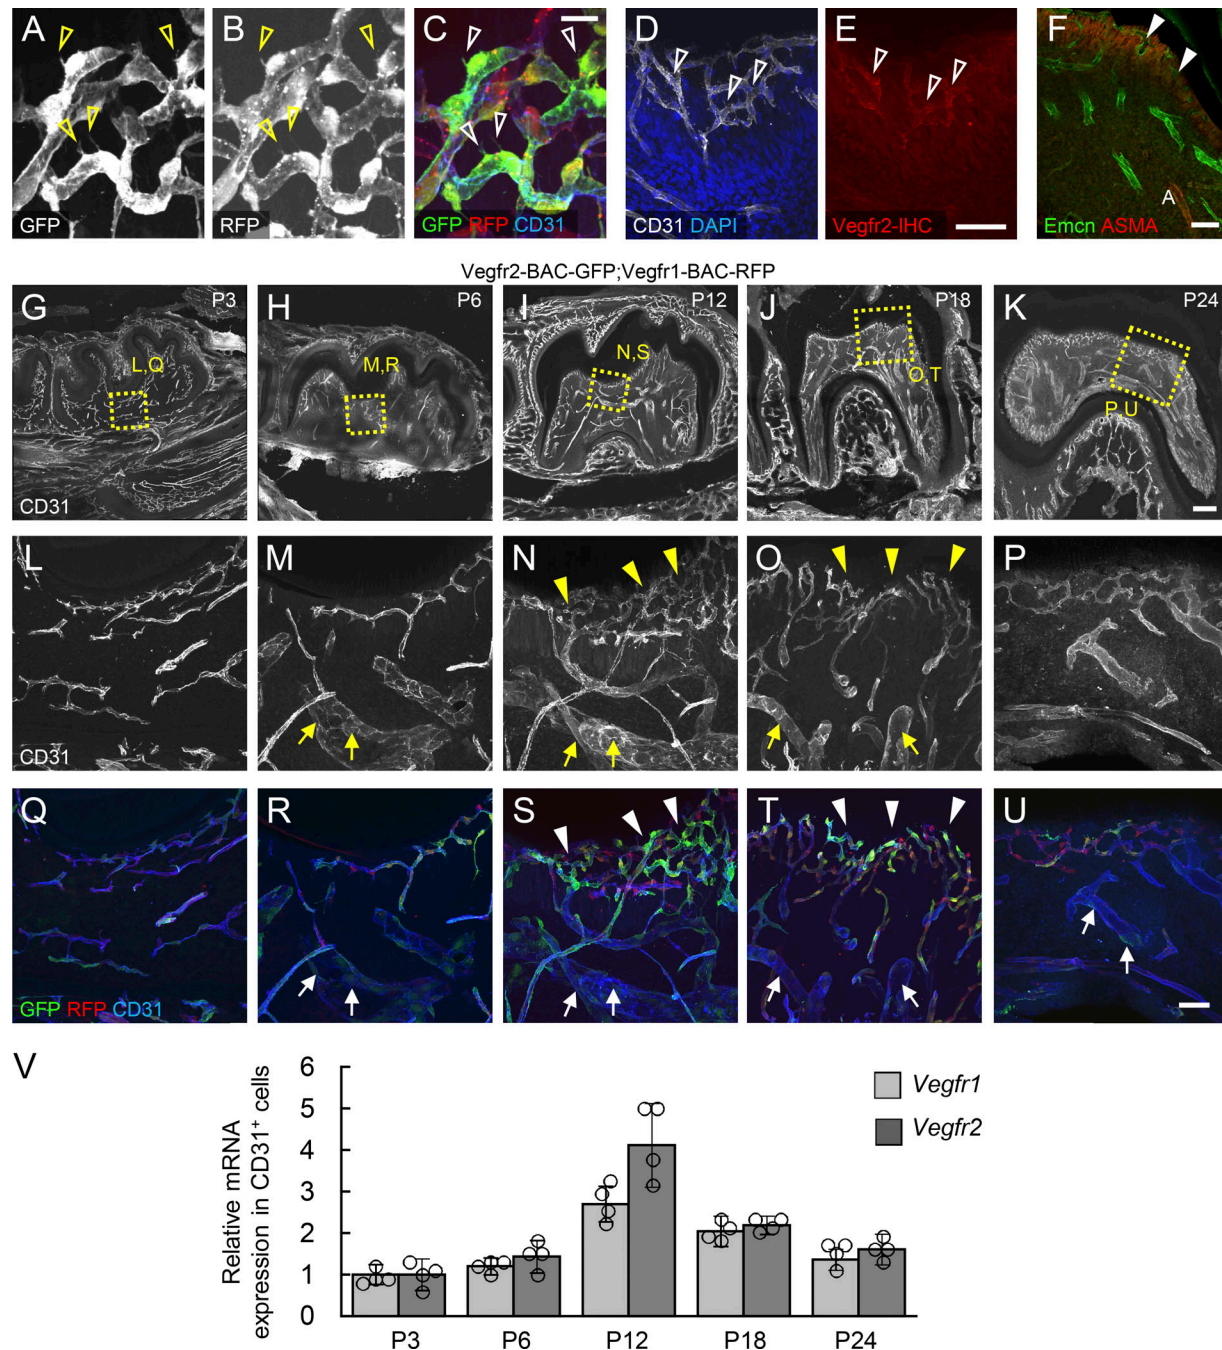 A B C D E F
GFP RFP GFP RFP CD31 CD31 DAPI Vegfr2-IHC A Emcn ASMA
Vegfr2-BAC-GFP;Vegfr1-BAC-RFP
G P3 H P6 I P12 J P18 K P24
L,Q M,R N,S O,T P,U
CD31
L M N O P
CD31
Q R S T U
GFP RFP CD31
V
Relative mRNA
expression in CD31+ cells
6
5
4
3
2
1
0
Vegfr1
Vegfr2
P3 P6 P12 P18 P24